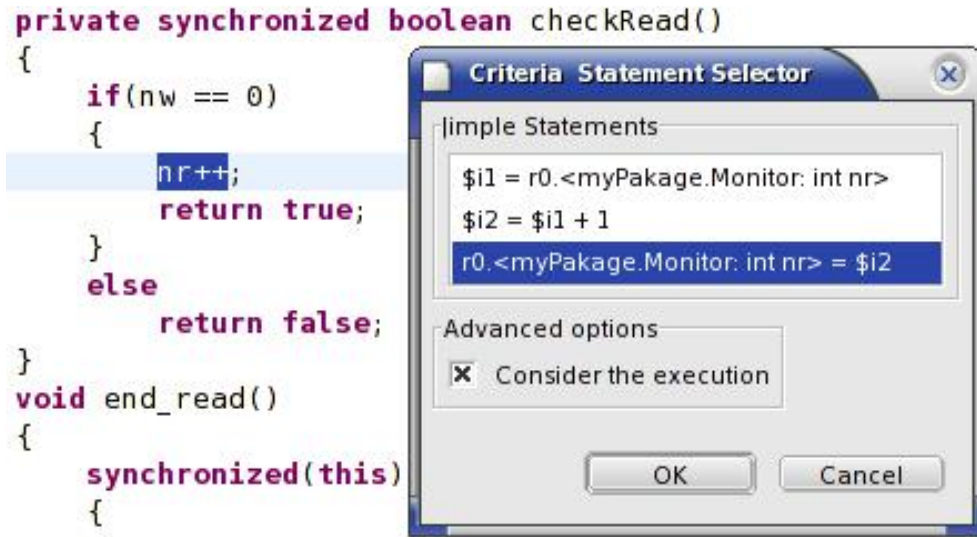 private synchronized boolean checkRead()
{
if(nw == 0)
{
nr++;
return true;
}
else
return false;
}
void end_read()
{
synchronized(this)
{
Criteria Statement Selector
Jimple Statements
$i1 = r0.<myPakage.Monitor: int nr>
$i2 = $i1 + 1
r0.<myPakage.Monitor: int nr> = $i2
Advanced options
Consider the execution
OK Cancel